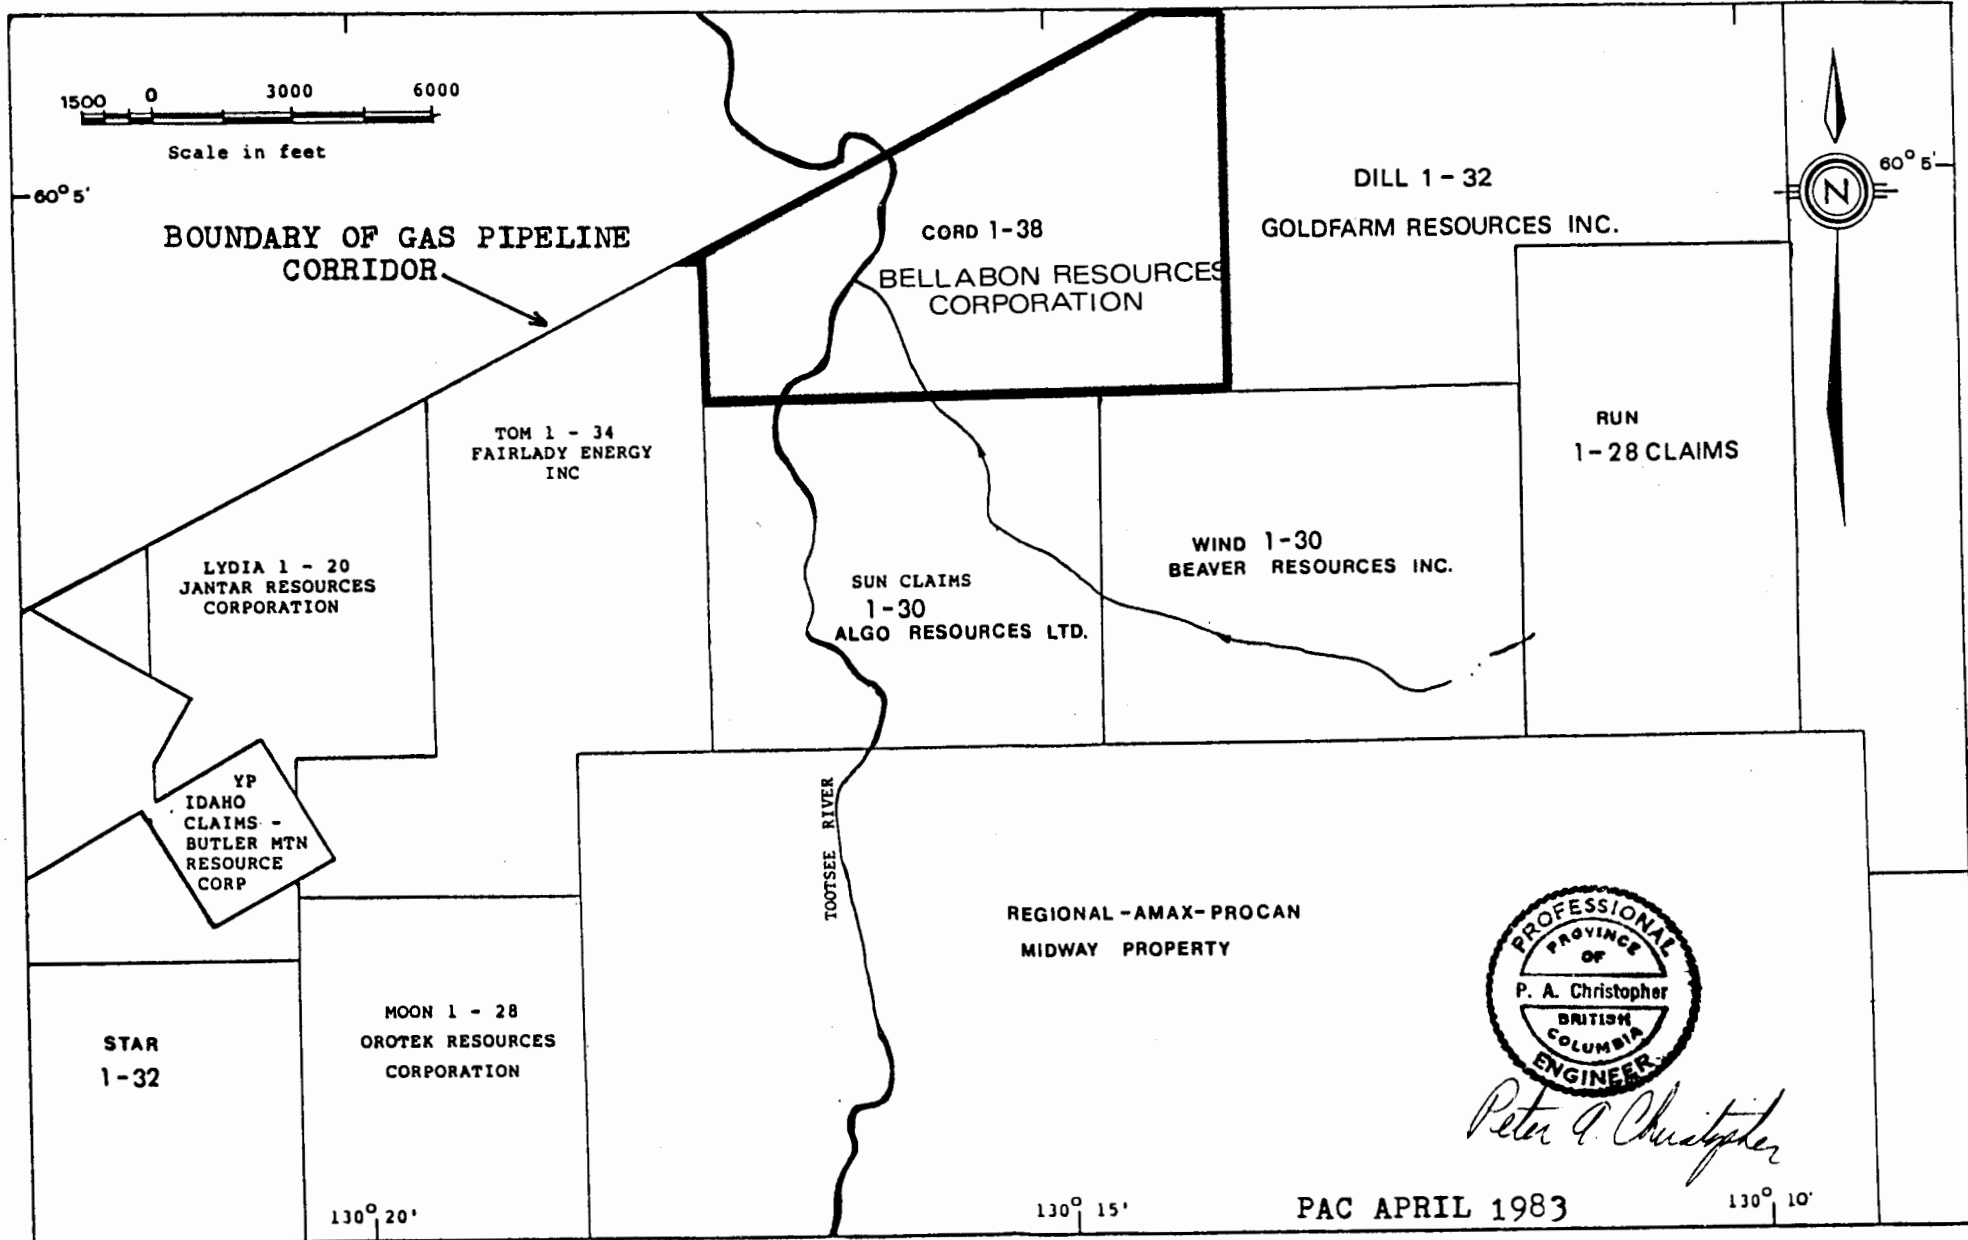 1500 0 3000 6000
Scale in feet
60° 5'
60° 5'
BOUNDARY OF GAS PIPELINE
CORRIDOR
CORD 1-38
BELLABON RESOURCES
CORPORATION
DILL 1-32
GOLDFARM RESOURCES INC.
N
TOM 1 - 34
FAIRLADY ENERGY
INC
RUN
1-28 CLAIMS
LYDIA 1 - 20
JANTAR RESOURCES
CORPORATION
SUN CLAIMS
1-30
ALGO RESOURCES LTD.
WIND 1-30
BEAVER RESOURCES INC.
YP
IDAHO
CLAIMS -
BUTLER MTN
RESOURCE
CORP
TOOTSEE RIVER
REGIONAL-AMAX-PROCAN
MIDWAY PROPERTY
STAR
1-32
MOON 1 - 28
OROTEK RESOURCES
CORPORATION
PROFESSIONAL
PROVINCE
OF
P. A. Christopher
BRITISH
COLUMBIA
ENGINEER
Peter A. Christopher
PAC APRIL 1983
130° 20'
130° 15'
130° 10'